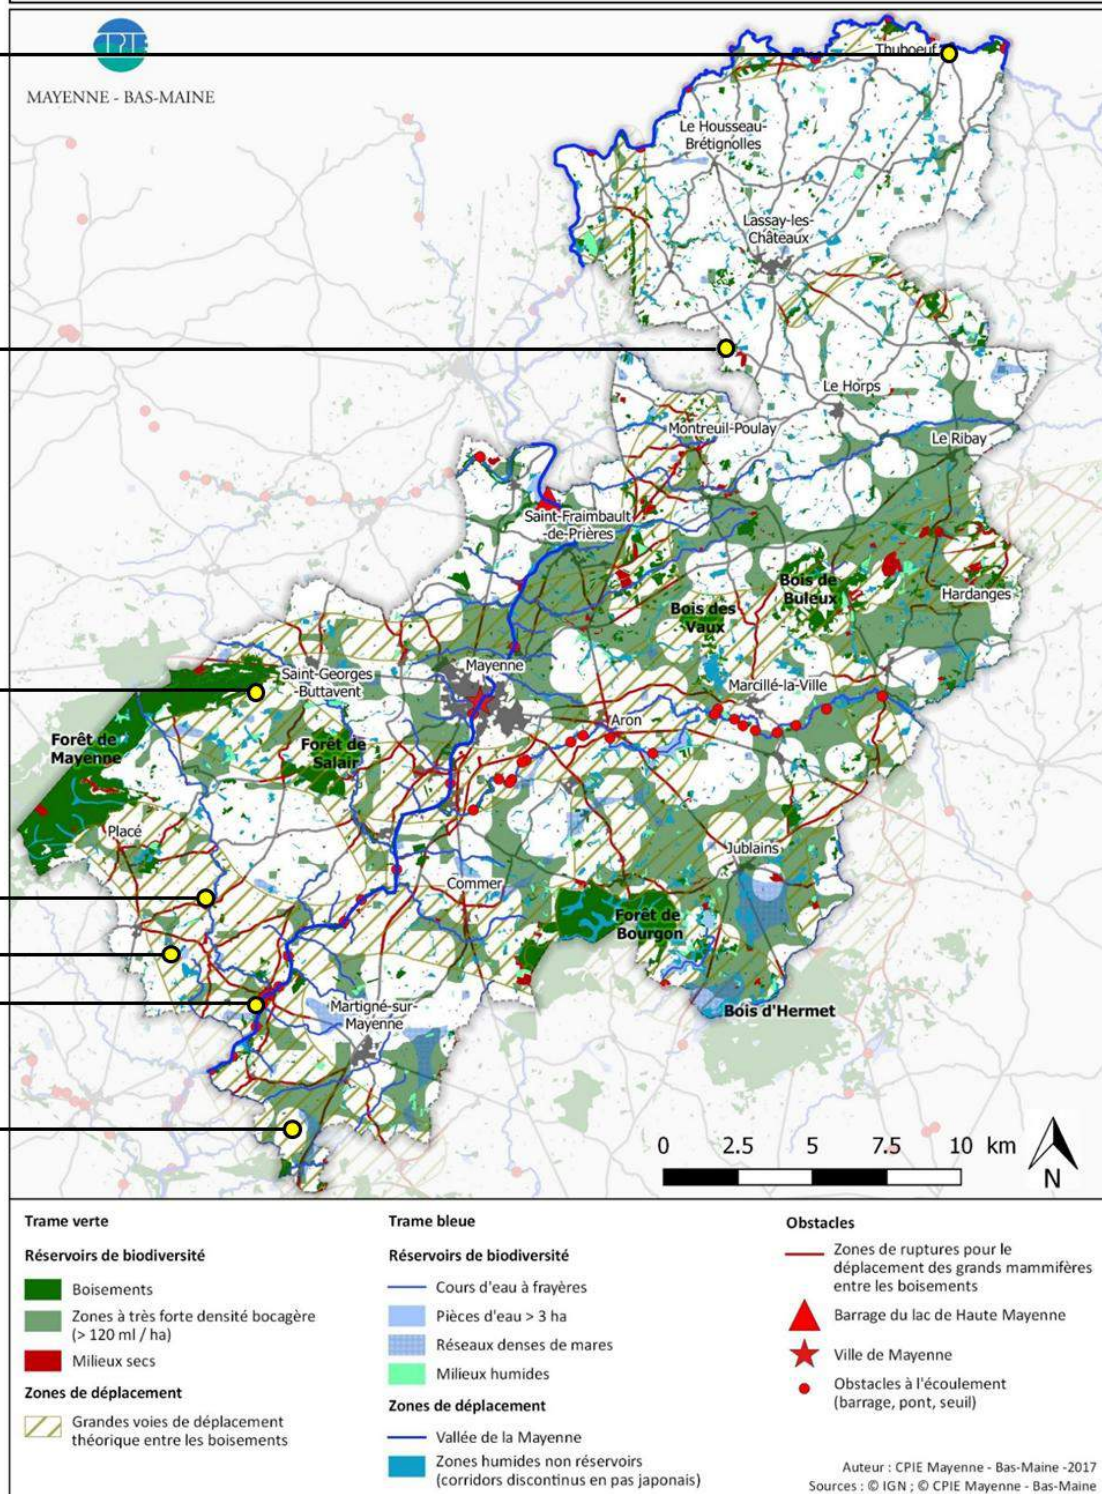 CPIE
MAYENNE - BAS-MAINE
Thuboeuf
Le Housseau-
Brétignolles
Lassay-les-
Châteaux
Le Horps
Montreuil-Poulay
Le Ribay
Saint-Fraimbault
-de-Prières
Bois de
Buleux
Hardanges
Bois des
Vaux
Mayenne
Saint-Georges
-Buttavent
Marcillé-la-Ville
Aron
Forêt de
Mayenne
Forêt de
Salair
Placé
Jublains
Commer
Forêt de
Bourgon
Bois d'Hermet
Martigné-sur-
Mayenne
0 2.5 5 7.5 10 km
N
Trame verte
Réservoirs de biodiversité
Boisements
Zones à très forte densité bocagère
(> 120 ml / ha)
Milieux secs
Zones de déplacement
Grandes voies de déplacement
théorique entre les boisements
Trame bleue
Réservoirs de biodiversité
Cours d'eau à frayères
Pièces d'eau > 3 ha
Réseaux denses de mares
Milieux humides
Zones de déplacement
Vallée de la Mayenne
Zones humides non réservoirs
(corridors discontinus en pas japonais)
Obstacles
Zones de ruptures pour le
déplacement des grands mammifères
entre les boisements
Barrage du lac de Haute Mayenne
Ville de Mayenne
Obstacles à l'écoulement
(barrage, pont, seuil)
Auteur : CPIE Mayenne - Bas-Maine -2017
Sources : © IGN ; © CPIE Mayenne - Bas-Maine